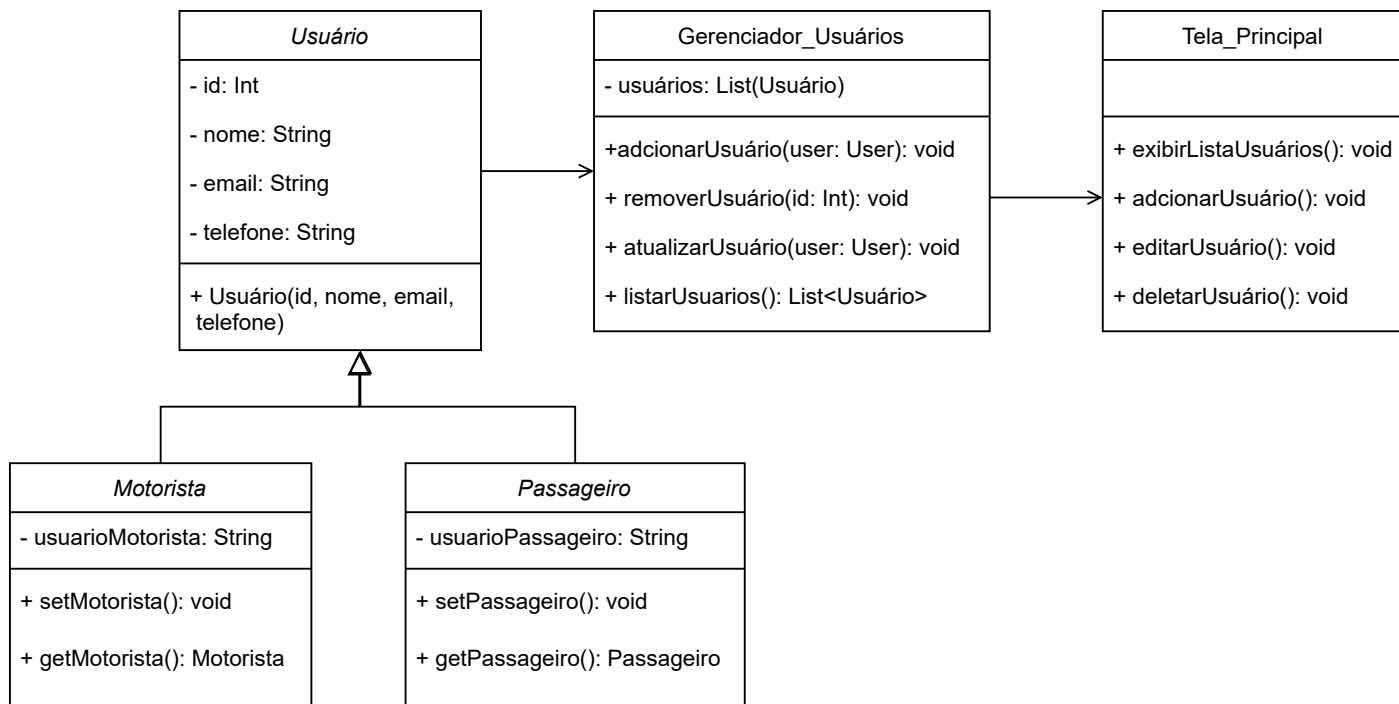 Usuário
- id: Int
- nome: String
- email: String
- telefone: String
+ Usuário(id, nome, email,
telefone)
Gerenciador_Usuários
- usuários: List(Usuário)
+adcionarUsuário(user: User): void
+ removerUsuário(id: Int): void
+ atualizarUsuário(user: User): void
+ listarUsuarios(): List<Usuário>
Tela_Principal
+ exibirListaUsuários(): void
+ adcionarUsuário(): void
+ editarUsuário(): void
+ deletarUsuário(): void
Motorista
- usuarioMotorista: String
+ setMotorista(): void
+ getMotorista(): Motorista
Passageiro
- usuarioPassageiro: String
+ setPassageiro(): void
+ getPassageiro(): Passageiro